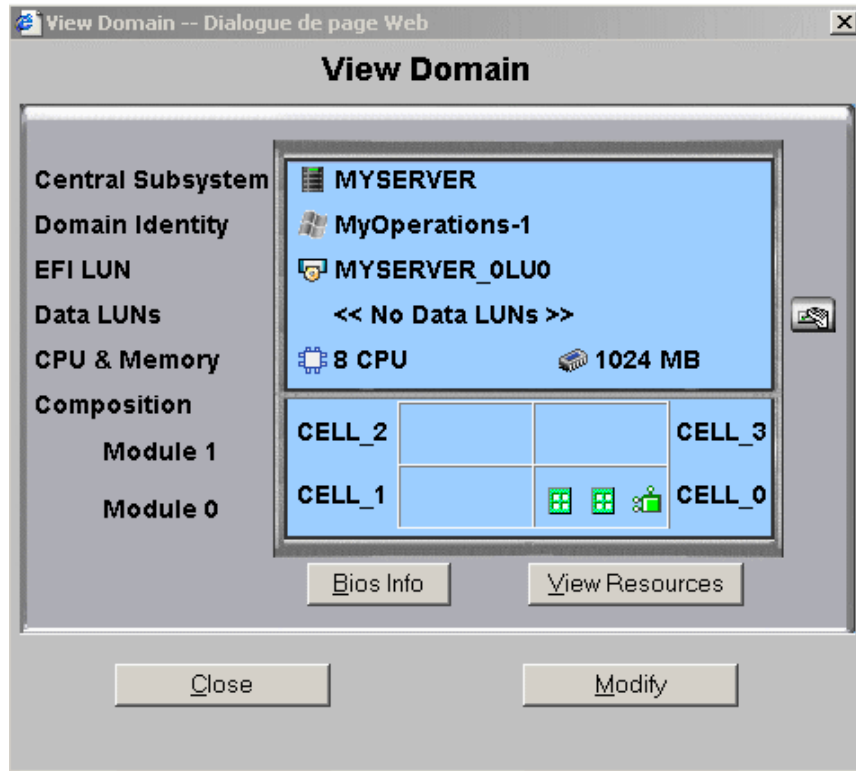 View Domain -- Dialogue de page Web
View Domain
Central Subsystem MYSERVER
Domain Identity MyOperations-1
EFI LUN MYSERVER_0LU0
Data LUNs << No Data LUNs >>
CPU & Memory 8 CPU 1024 MB
Composition
Module 1 CELL_2 CELL_3
Module 0 CELL_1 CELL_0
Bios Info View Resources
Close Modify